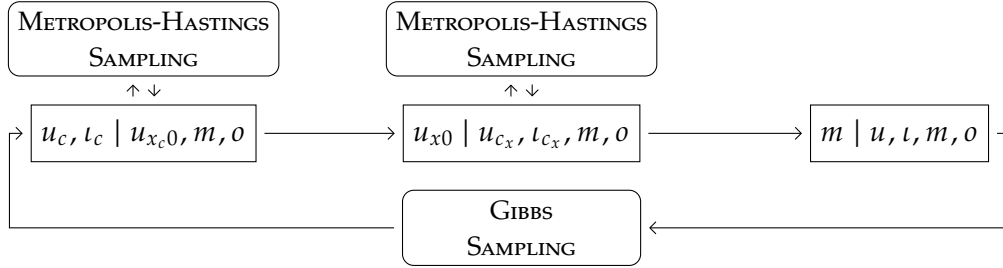 METROPOLIS-HASTINGS METROPOLIS-HASTINGS
SAMPLING SAMPLING
↑ ↓ ↑ ↓
u_c, ι_c | u_{x_c0}, m, o u_{x0} | u_{c_x}, ι_{c_x}, m, o m | u, ι, m, o
GIBBS
SAMPLING